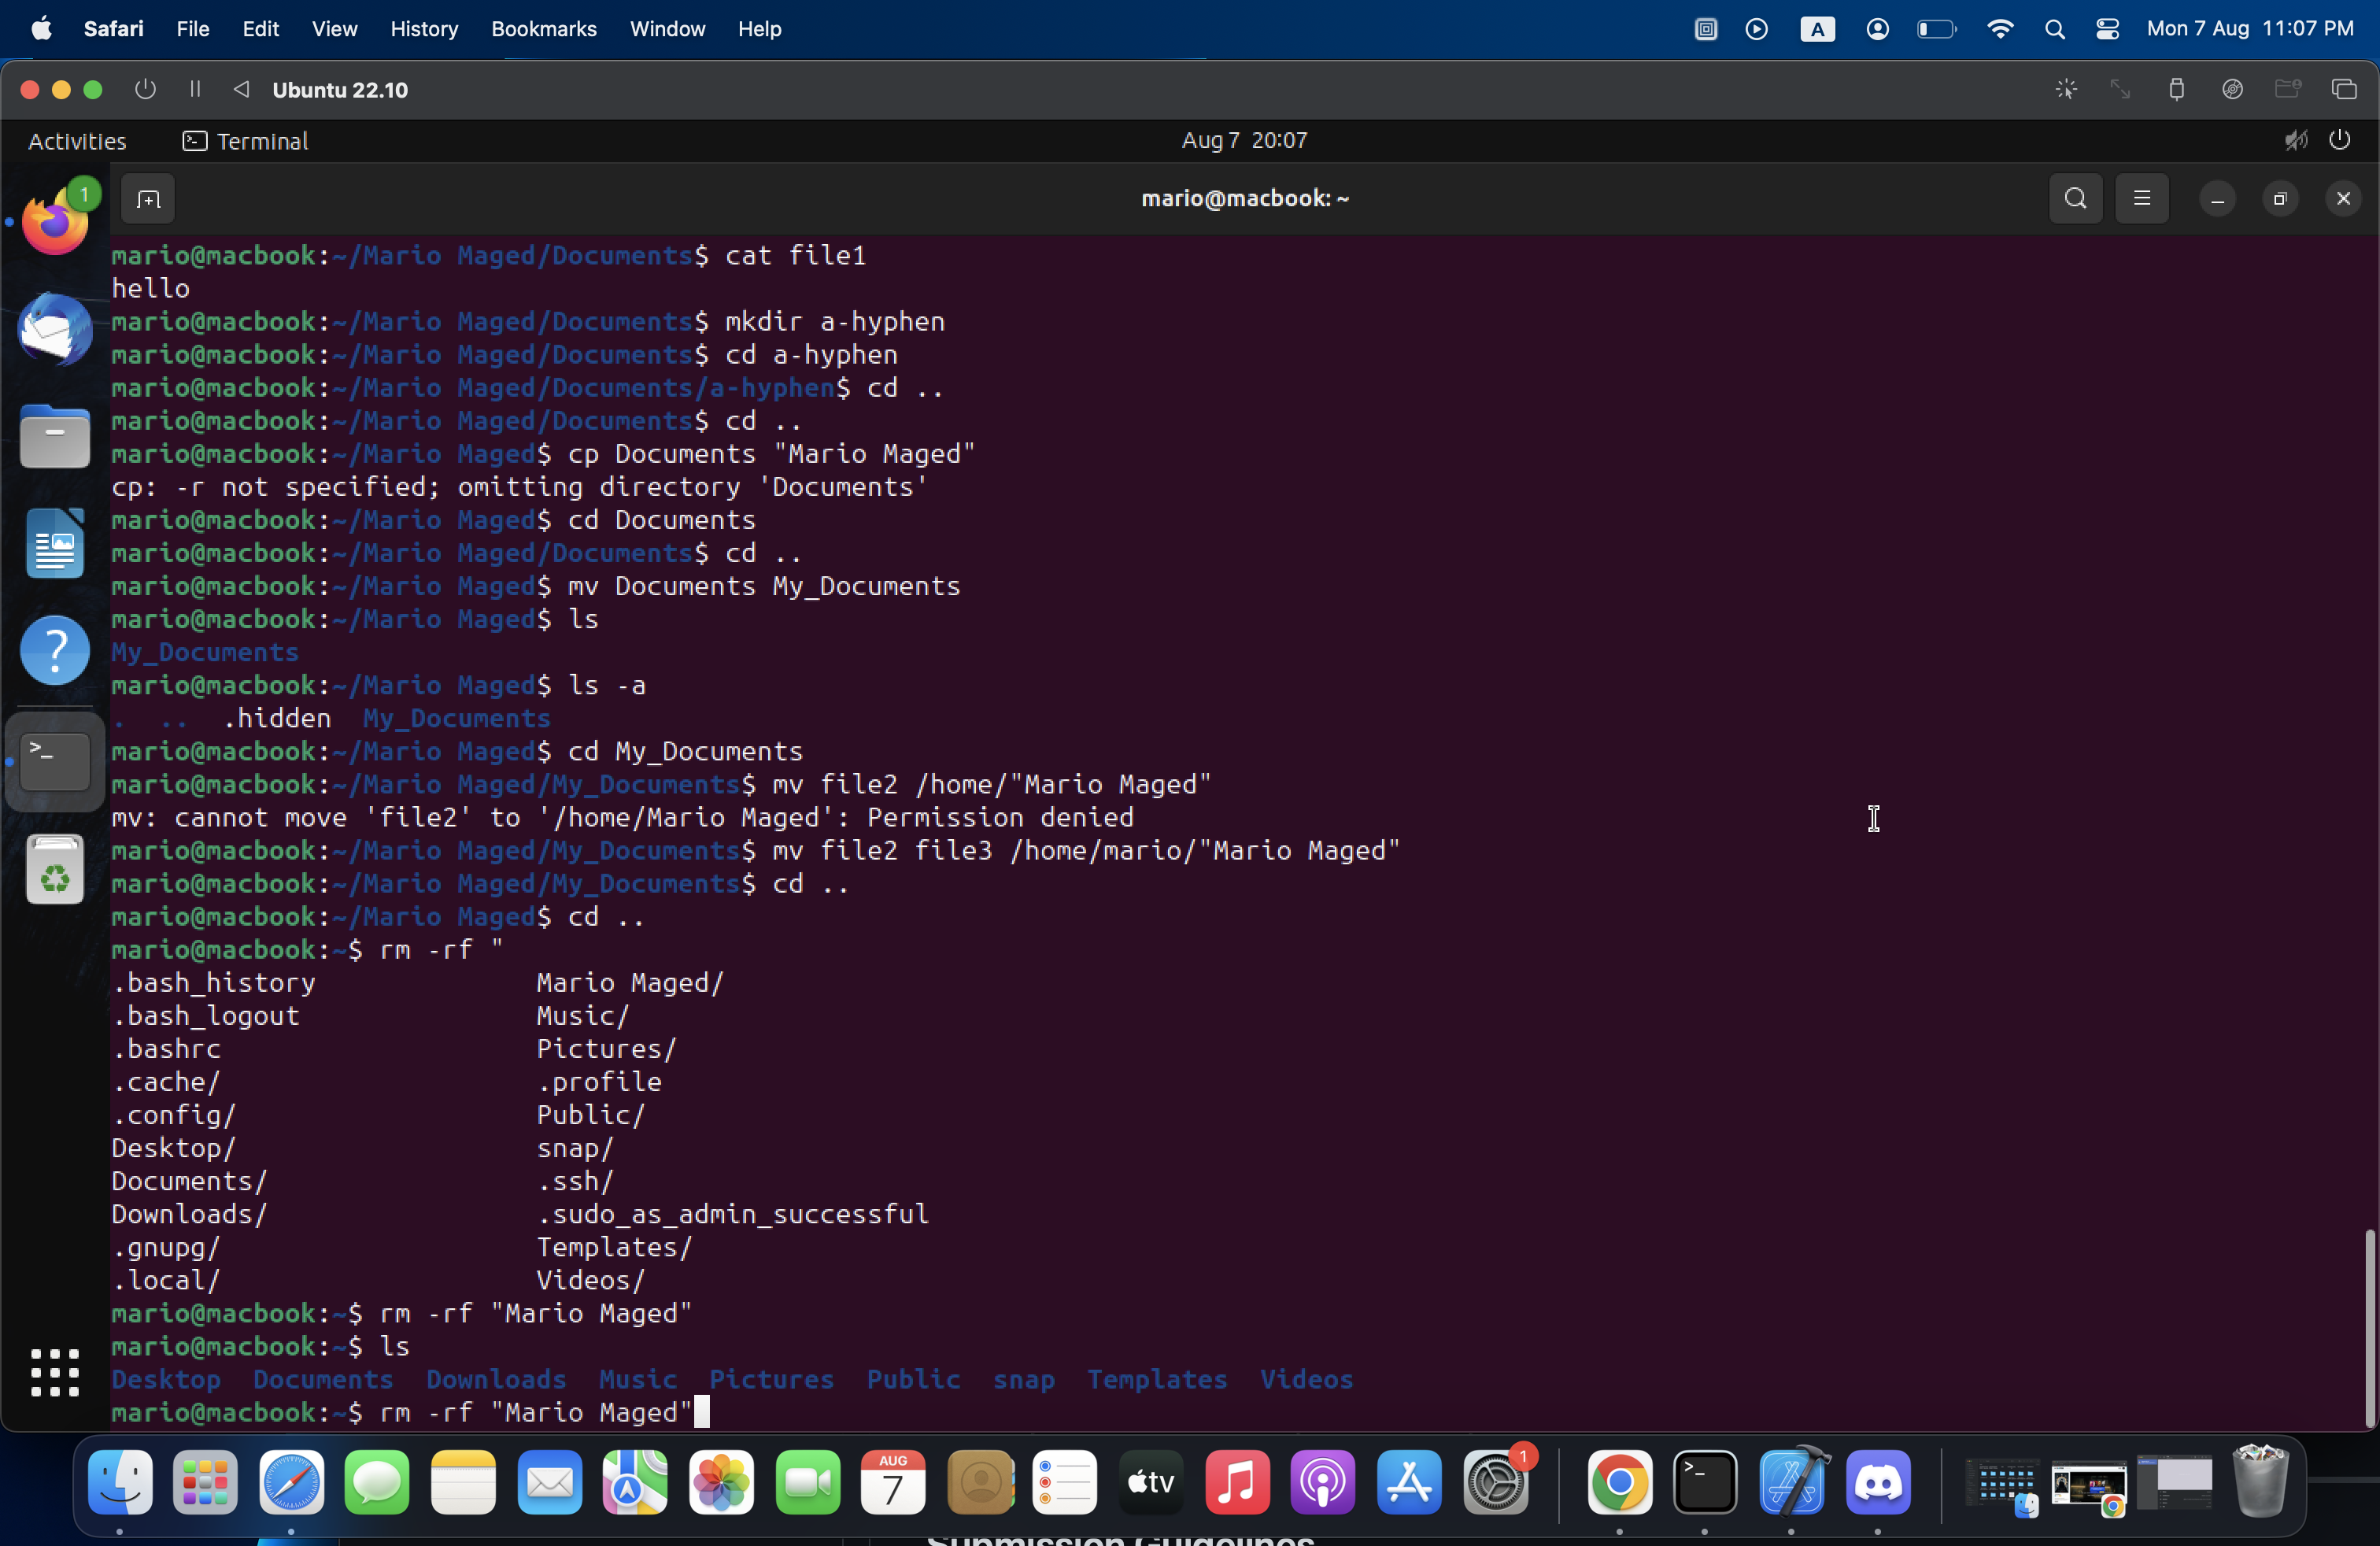 Safari File Edit View History Bookmarks Window Help A Mon 7 Aug 11:07 PM
Ubuntu 22.10
Activities Terminal Aug 7 20:07
1
mario@macbook: ~
mario@macbook:~/Mario Maged/Documents$ cat file1
hello
mario@macbook:~/Mario Maged/Documents$ mkdir a-hyphen
mario@macbook:~/Mario Maged/Documents$ cd a-hyphen
mario@macbook:~/Mario Maged/Documents/a-hyphen$ cd ..
mario@macbook:~/Mario Maged/Documents$ cd ..
mario@macbook:~/Mario Maged$ cp Documents "Mario Maged"
cp: -r not specified; omitting directory 'Documents'
mario@macbook:~/Mario Maged$ cd Documents
mario@macbook:~/Mario Maged/Documents$ cd ..
mario@macbook:~/Mario Maged$ mv Documents My_Documents
mario@macbook:~/Mario Maged$ ls
My_Documents
mario@macbook:~/Mario Maged$ ls -a
. .. .hidden My_Documents
mario@macbook:~/Mario Maged$ cd My_Documents
mario@macbook:~/Mario Maged/My_Documents$ mv file2 /home/"Mario Maged"
mv: cannot move 'file2' to '/home/Mario Maged': Permission denied
mario@macbook:~/Mario Maged/My_Documents$ mv file2 file3 /home/mario/"Mario Maged"
mario@macbook:~/Mario Maged/My_Documents$ cd ..
mario@macbook:~/Mario Maged$ cd ..
mario@macbook:~$ rm -rf "
.bash_history Mario Maged/
.bash_logout Music/
.bashrc Pictures/
.cache/ .profile
.config/ Public/
Desktop/ snap/
Documents/ .ssh/
Downloads/ .sudo_as_admin_successful
.gnupg/ Templates/
.local/ Videos/
mario@macbook:~$ rm -rf "Mario Maged"
mario@macbook:~$ ls
Desktop Documents Downloads Music Pictures Public snap Templates Videos
mario@macbook:~$ rm -rf "Mario Maged"
AUG
7
tv
1
Submission Guidelines